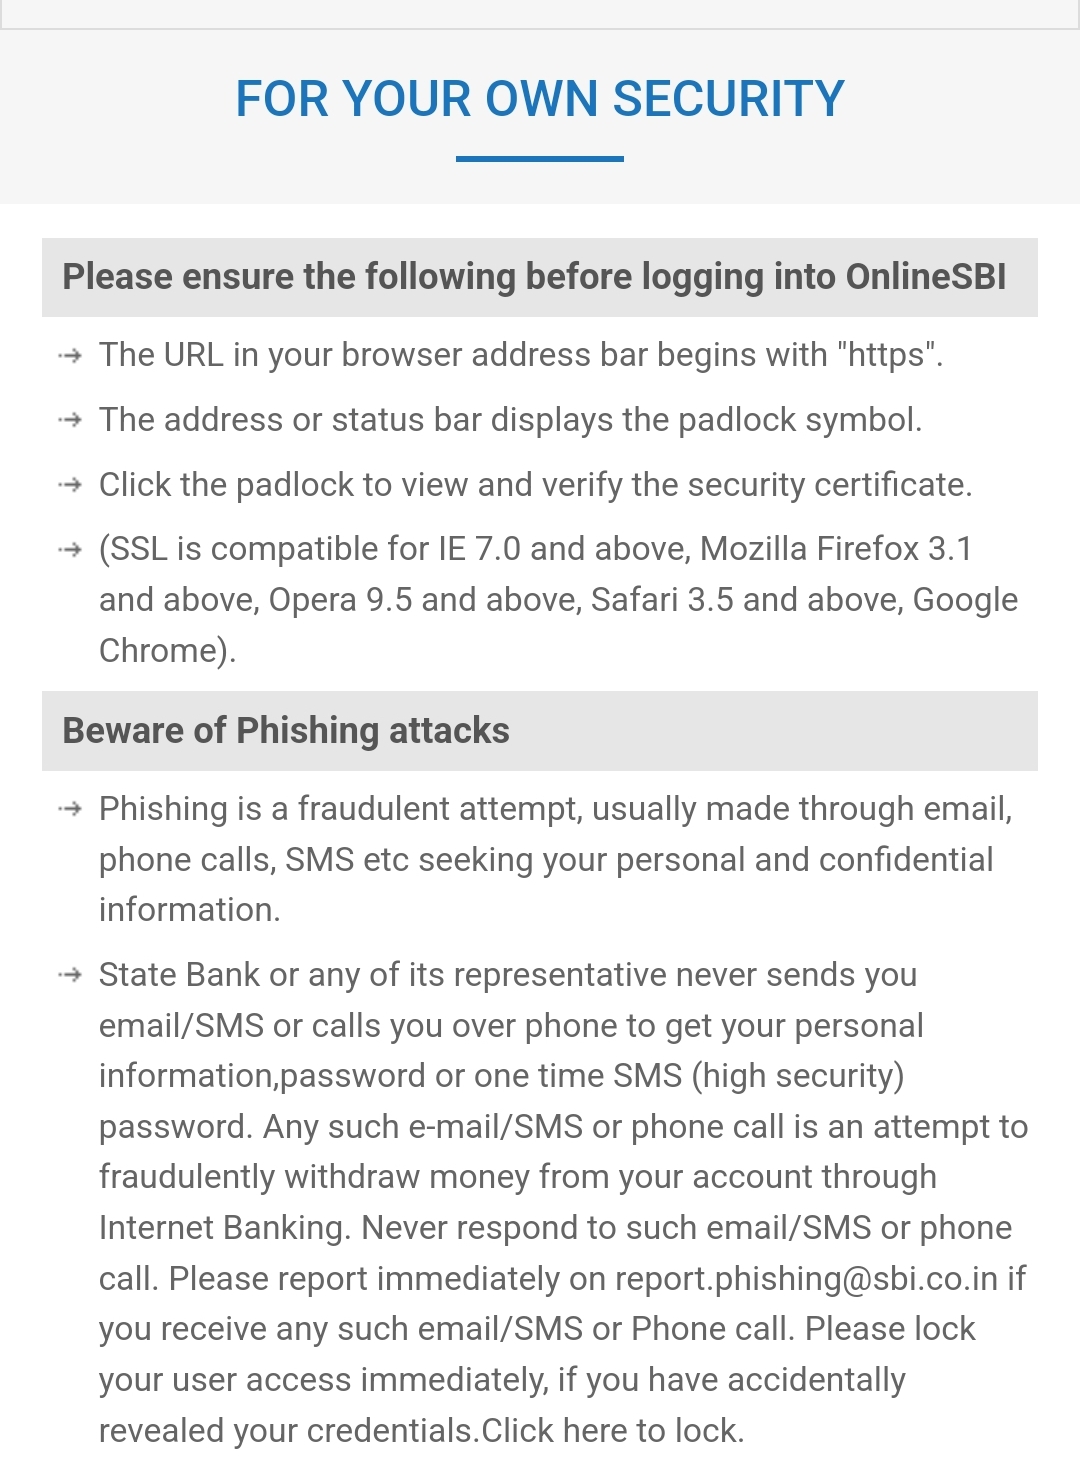 FOR YOUR OWN SECURITY
Please ensure the following before logging into OnlineSBI
The URL in your browser address bar begins with "https".
The address or status bar displays the padlock symbol.
Click the padlock to view and verify the security certificate.
(SSL is compatible for IE 7.0 and above, Mozilla Firefox 3.1
and above, Opera 9.5 and above, Safari 3.5 and above, Google
Chrome).
Beware of Phishing attacks
Phishing is a fraudulent attempt, usually made through email,
phone calls, SMS etc seeking your personal and confidential
information.
State Bank or any of its representative never sends you
email/SMS or calls you over phone to get your personal
information,password or one time SMS (high security)
password. Any such e-mail/SMS or phone call is an attempt to
fraudulently withdraw money from your account through
Internet Banking. Never respond to such email/SMS or phone
call. Please report immediately on report.phishing@sbi.co.in if
you receive any such email/SMS or Phone call. Please lock
your user access immediately, if you have accidentally
revealed your credentials.Click here to lock.